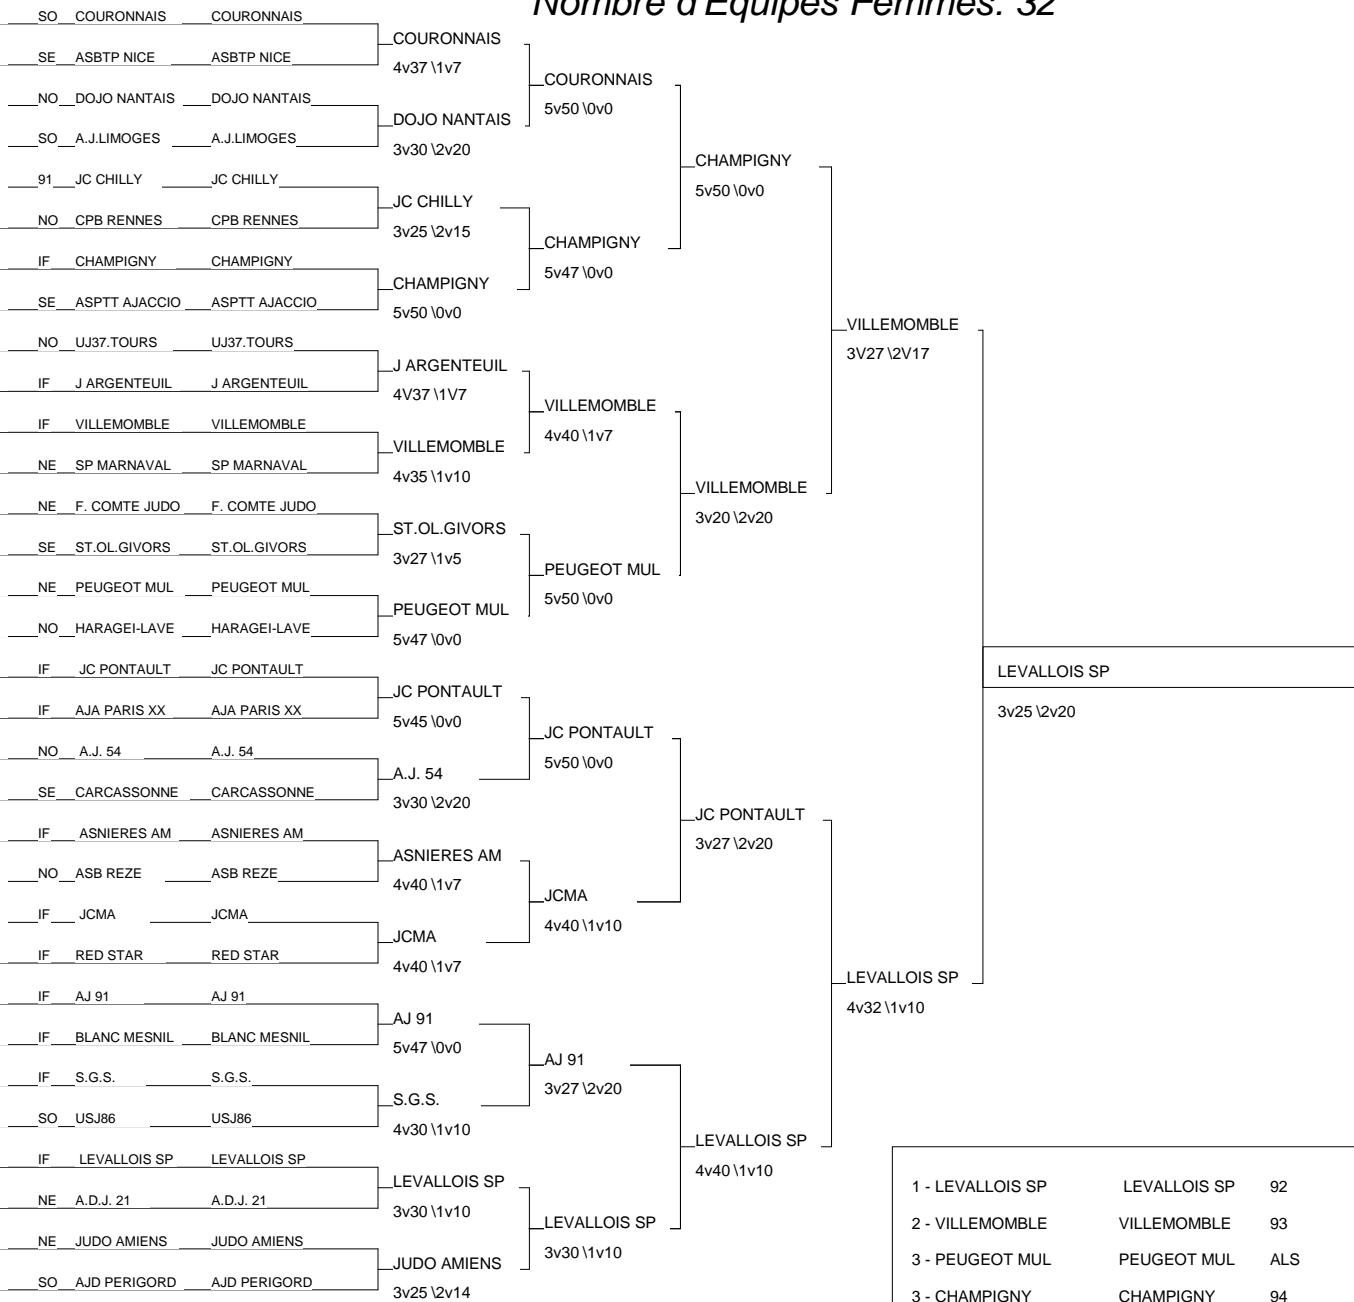 Nombre d'Equipes Femmes: 32
SO COURONNAIS COURONNAIS
COURONNAIS
SE ASBTP NICE ASBTP NICE
4v37 \1v7
COURONNAIS
NO DOJO NANTAIS DOJO NANTAIS
5v50 \0v0
DOJO NANTAIS
SO A.J.LIMOGES A.J.LIMOGES
3v30 \2v20
CHAMPIGNY
91 JC CHILLY JC CHILLY
5v50 \0v0
JC CHILLY
NO CPB RENNES CPB RENNES
3v25 \2v15
CHAMPIGNY
IF CHAMPIGNY CHAMPIGNY
5v47 \0v0
CHAMPIGNY
SE ASPTT AJACCIO ASPTT AJACCIO
5v50 \0v0
VILLEMOMBLE
NO UJ37.TOURS UJ37.TOURS
3V27 \2V17
J ARGENTEUIL
IF J ARGENTEUIL J ARGENTEUIL
4V37 \1V7
VILLEMOMBLE
IF VILLEMOMBLE VILLEMOMBLE
4v40 \1v7
VILLEMOMBLE
NE SP MARNAVAL SP MARNAVAL
4v35 \1v10
VILLEMOMBLE
NE F. COMTE JUDO F. COMTE JUDO
3v20 \2v20
ST.OL.GIVORS
SE ST.OL.GIVORS ST.OL.GIVORS
3v27 \1v5
PEUGEOT MUL
NE PEUGEOT MUL PEUGEOT MUL
5v50 \0v0
PEUGEOT MUL
NO HARAGEI-LAVE HARAGEI-LAVE
5v47 \0v0
IF JC PONTAULT JC PONTAULT
LEVALLOIS SP
JC PONTAULT
IF AJA PARIS XX AJA PARIS XX
3v25 \2v20
5v45 \0v0
JC PONTAULT
NO A.J. 54 A.J. 54
5v50 \0v0
A.J. 54
SE CARCASSONNE CARCASSONNE
3v30 \2v20
JC PONTAULT
IF ASNIERES AM ASNIERES AM
3v27 \2v20
ASNIERES AM
NO ASB REZE ASB REZE
4v40 \1v7
JCMA
IF JCMA JCMA
4v40 \1v10
JCMA
IF RED STAR RED STAR
4v40 \1v7
LEVALLOIS SP
IF AJ 91 AJ 91
4v32 \1v10
AJ 91
IF BLANC MESNIL BLANC MESNIL
5v47 \0v0
AJ 91
IF S.G.S. S.G.S.
3v27 \2v20
S.G.S.
SO USJ86 USJ86
4v30 \1v10
LEVALLOIS SP
IF LEVALLOIS SP LEVALLOIS SP
4v40 \1v10
LEVALLOIS SP
NE A.D.J. 21 A.D.J. 21
3v30 \1v10
LEVALLOIS SP
NE JUDO AMIENS JUDO AMIENS
3v30 \1v10
JUDO AMIENS
SO AJD PERIGORD AJD PERIGORD
3v25 \2v14
1 - LEVALLOIS SP LEVALLOIS SP 92
2 - VILLEMOMBLE VILLEMOMBLE 93
3 - PEUGEOT MUL PEUGEOT MUL ALS
3 - CHAMPIGNY CHAMPIGNY 94